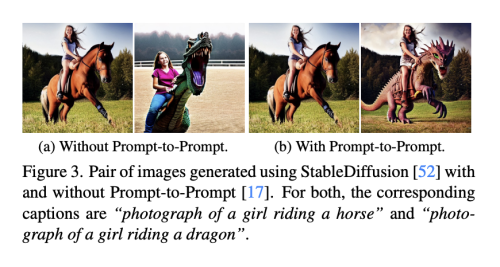 (a) Without Prompt-to-Prompt.
(b) With Prompt-to-Prompt.
Figure 3. Pair of images generated using StableDiffusion [52] with
and without Prompt-to-Prompt [17]. For both, the corresponding
captions are “photograph of a girl riding a horse” and “photo-
graph of a girl riding a dragon”.